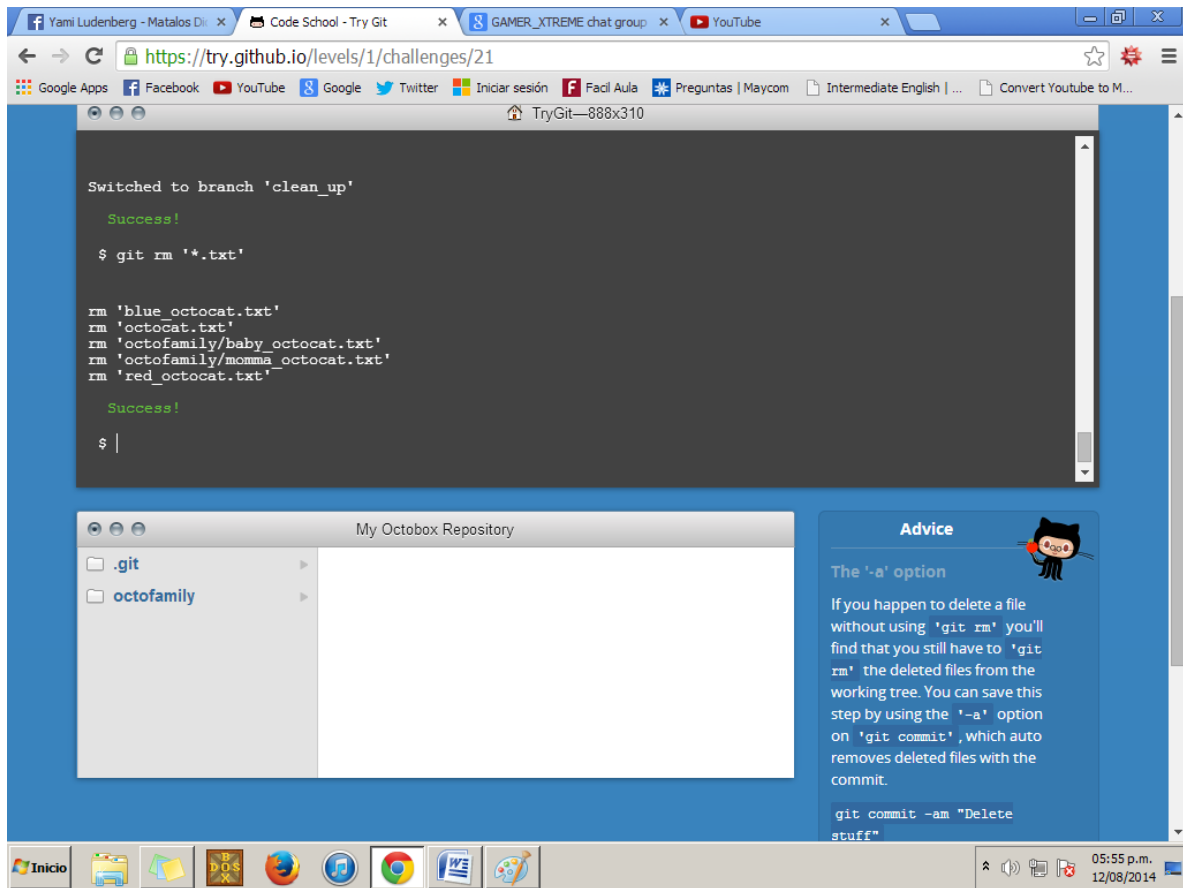 Yami Ludenberg - Matalos Di
Code School - Try Git
GAMER_XTREME chat group
YouTube
https://try.github.io/levels/1/challenges/21
Google Apps Facebook YouTube Google Twitter Iniciar sesión Facil Aula Preguntas | Maycom Intermediate English | ... Convert Youtube to M...
TryGit—888x310
Switched to branch 'clean_up'
Success!
$ git rm '*.txt'
rm 'blue_octocat.txt'
rm 'octocat.txt'
rm 'octofamily/baby_octocat.txt'
rm 'octofamily/momma_octocat.txt'
rm 'red_octocat.txt'
Success!
$
My Octobox Repository
.git
octofamily
Advice
The '-a' option
If you happen to delete a file
without using 'git rm' you'll
find that you still have to 'git
rm' the deleted files from the
working tree. You can save this
step by using the '-a' option
on 'git commit', which auto
removes deleted files with the
commit.
git commit -am "Delete
stuff"
Inicio
BOX
DOS
05:55 p.m.
12/08/2014